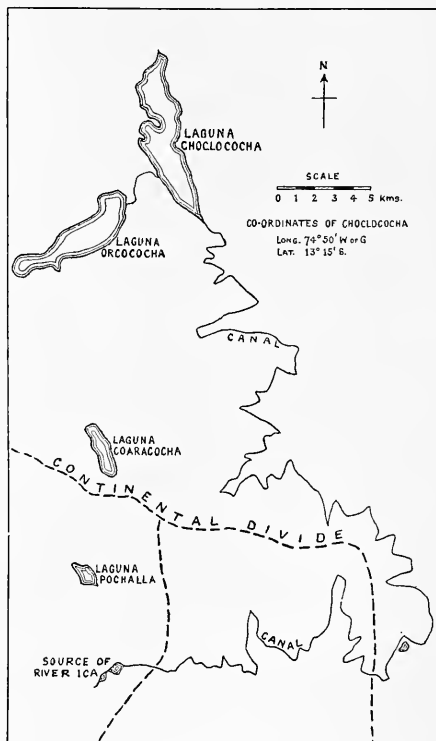 N
LAGUNA
CHOCLOCOCHA
SCALE
0 1 2 3 4 5 kms.
CO-ORDINATES OF CHOCLOCOCHA
LONG. 74° 50' W OF G
LAT. 13° 15' S.
LAGUNA
ORCOCOCHA
CANAL
LAGUNA
COARACOCHA
CONTINENTAL DIVIDE
LAGUNA
POCHALLA
CANAL
SOURCE OF
RIVER ICA